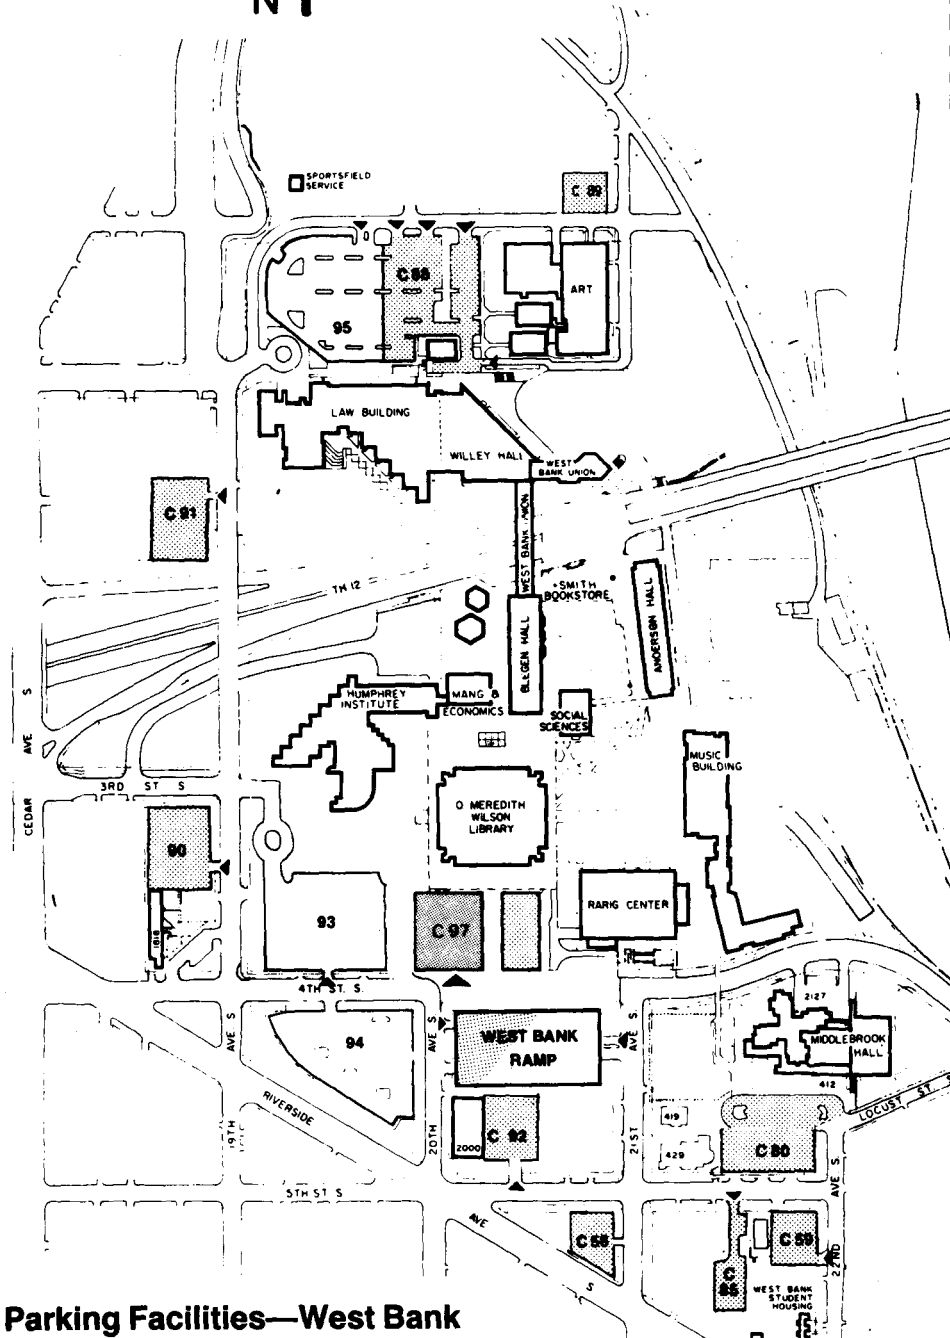 N
SPORTSFIELD
SERVICE
C 89
C 88
ART
95
LAW BUILDING
WILLEY HALL
WEST
BANK UNION
C 91
WEST BANK UNION
TH 12
SMITH
BOOKSTORE
ANDERSON HALL
BLEGEN HALL
HUMPHREY
INSTITUTE
MANG &
ECONOMICS
SOCIAL
SCIENCES
CEDAR AVE S
MUSIC
BUILDING
3RD ST S
O MEREDITH
WILSON
LIBRARY
90
1818
93
C 97
RARIG CENTER
4TH ST. S.
2127
19TH AVE S
94
20TH AVE S
WEST BANK
RAMP
21ST AVE S
MIDDLEBROOK
HALL
412
LOCUST ST. S
RIVERSIDE
2000
C 92
419
429
C 80
5TH ST S
AVE
S
C 58
C 59
22ND AVE S
WEST BANK
STUDENT
HOUSING
Parking Facilities—West Bank